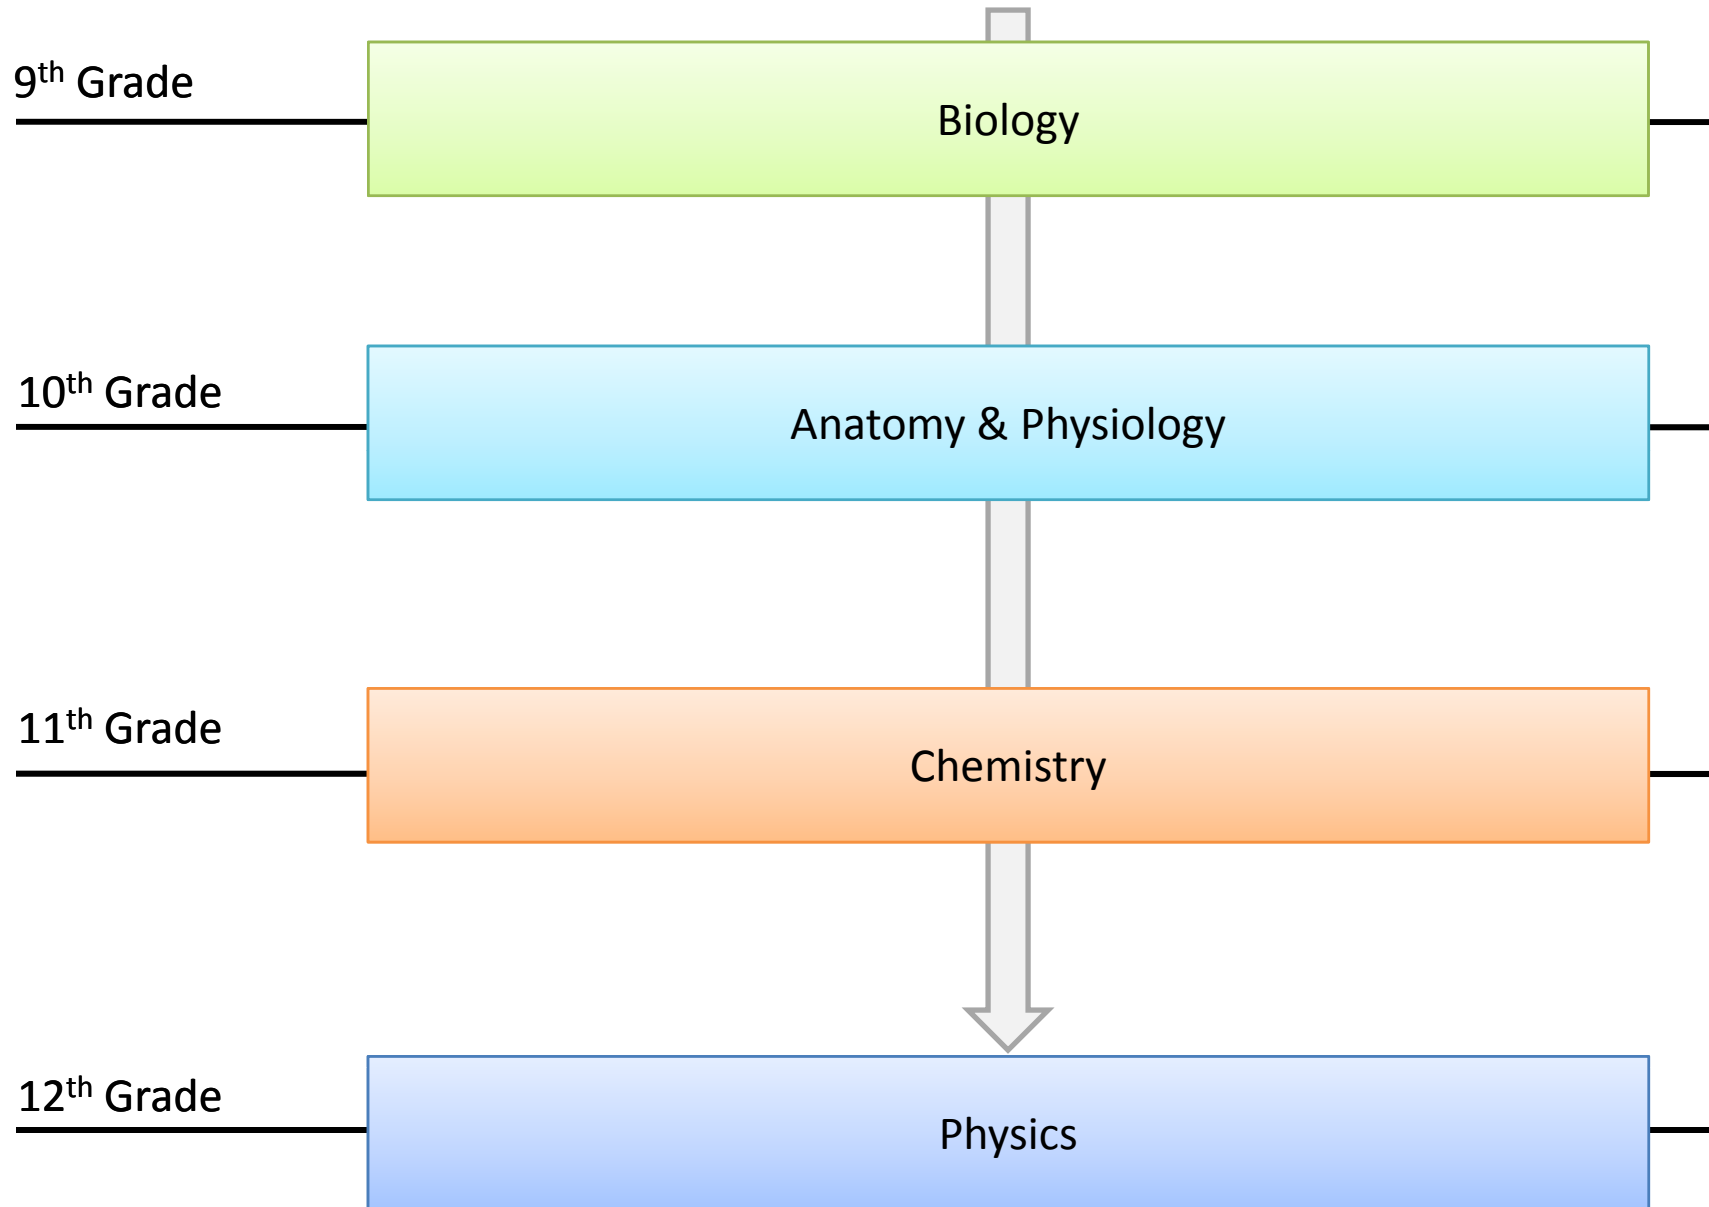 9th Grade
Biology
10th Grade
Anatomy & Physiology
11th Grade
Chemistry
12th Grade
Physics